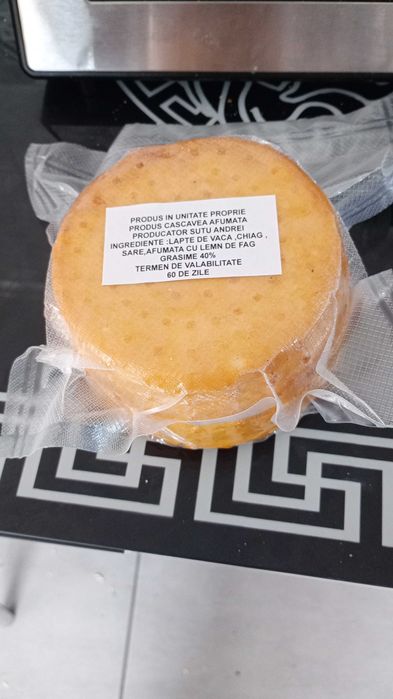 PRODUS IN UNITATE PROPRIE
PRODUS CASCAVEA AFUMATA
PRODUCATOR SUTU ANDREI
INGREDIENTE :LAPTE DE VACA ,CHIAG ,
SARE,AFUMATA CU LEMN DE FAG
GRASIME 40%
TERMEN DE VALABILITATE
60 DE ZILE